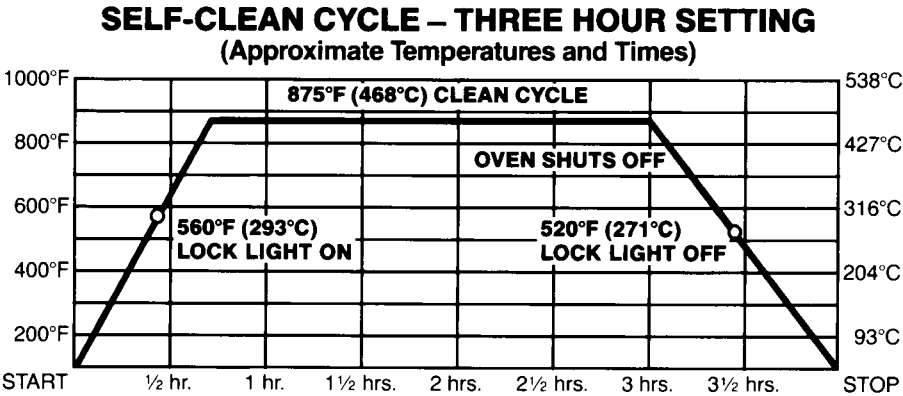 SELF-CLEAN CYCLE – THREE HOUR SETTING
(Approximate Temperatures and Times)
1000°F
538°C
875°F (468°C) CLEAN CYCLE
800°F
427°C
OVEN SHUTS OFF
600°F
316°C
560°F (293°C)
LOCK LIGHT ON
520°F (271°C)
LOCK LIGHT OFF
400°F
204°C
200°F
93°C
START ½ hr. 1 hr. 1½ hrs. 2 hrs. 2½ hrs. 3 hrs. 3½ hrs. STOP